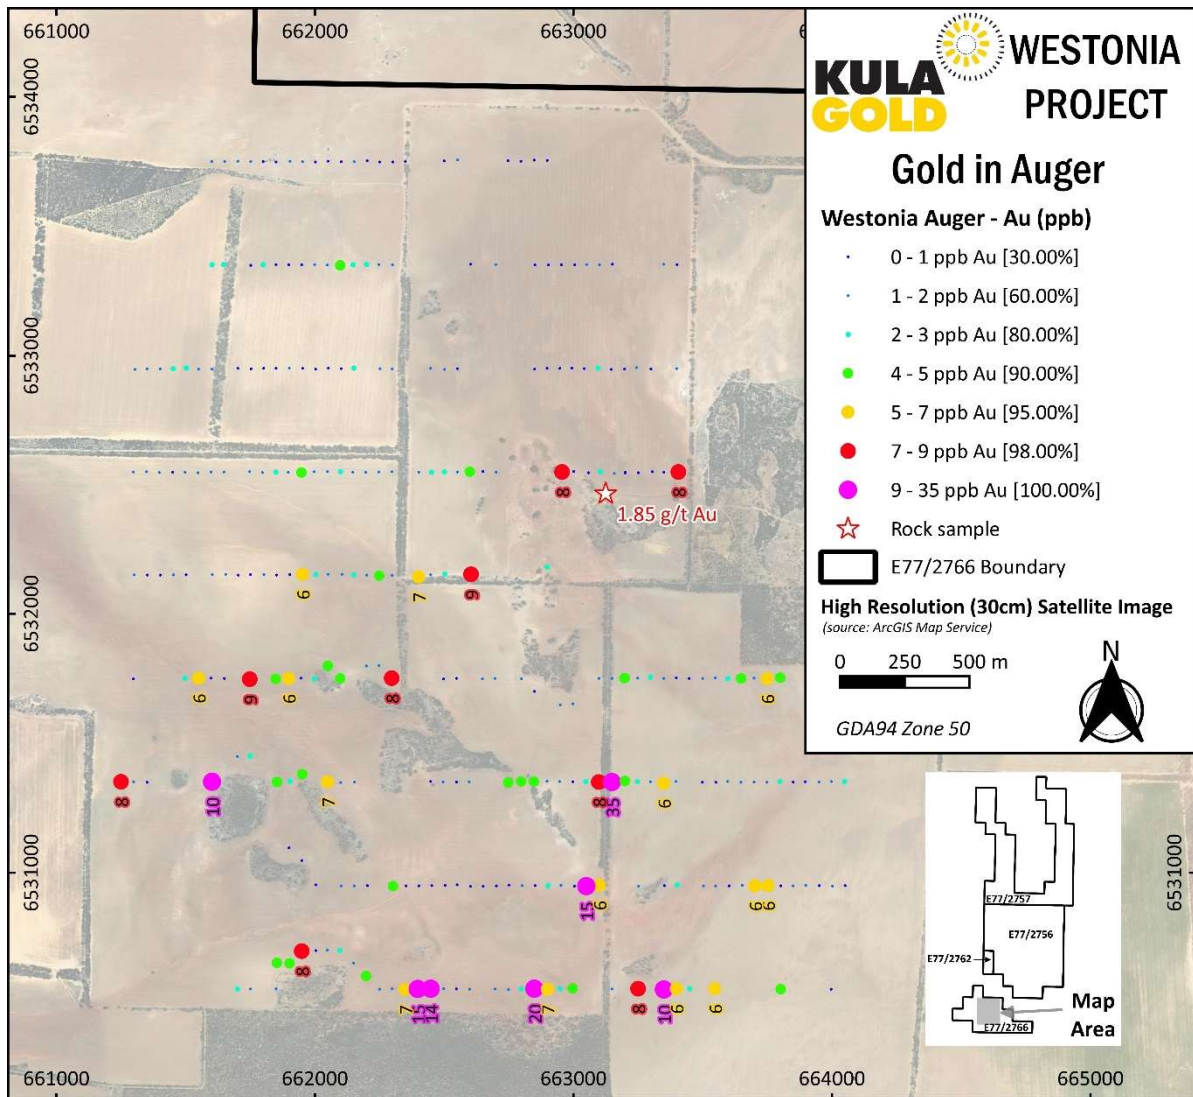 661000
662000
663000
6534000
6533000
6532000
6531000
KULA
GOLD
WESTONIA
PROJECT
Gold in Auger
Westonia Auger - Au (ppb)
0 - 1 ppb Au [30.00%]
1 - 2 ppb Au [60.00%]
2 - 3 ppb Au [80.00%]
4 - 5 ppb Au [90.00%]
5 - 7 ppb Au [95.00%]
7 - 9 ppb Au [98.00%]
9 - 35 ppb Au [100.00%]
Rock sample
E77/2766 Boundary
High Resolution (30cm) Satellite Image
(source: ArcGIS Map Service)
0 250 500 m
N
GDA94 Zone 50
8
8
1.85 g/t Au
6
7
9
6
9
6
8
6
8
10
7
8
35
6
15
6
6
6
8
7
15
14
20
7
8
10
6
6
6531000
E77/2757
E77/2756
E77/2762
E77/2766
Map
Area
661000
662000
663000
664000
665000